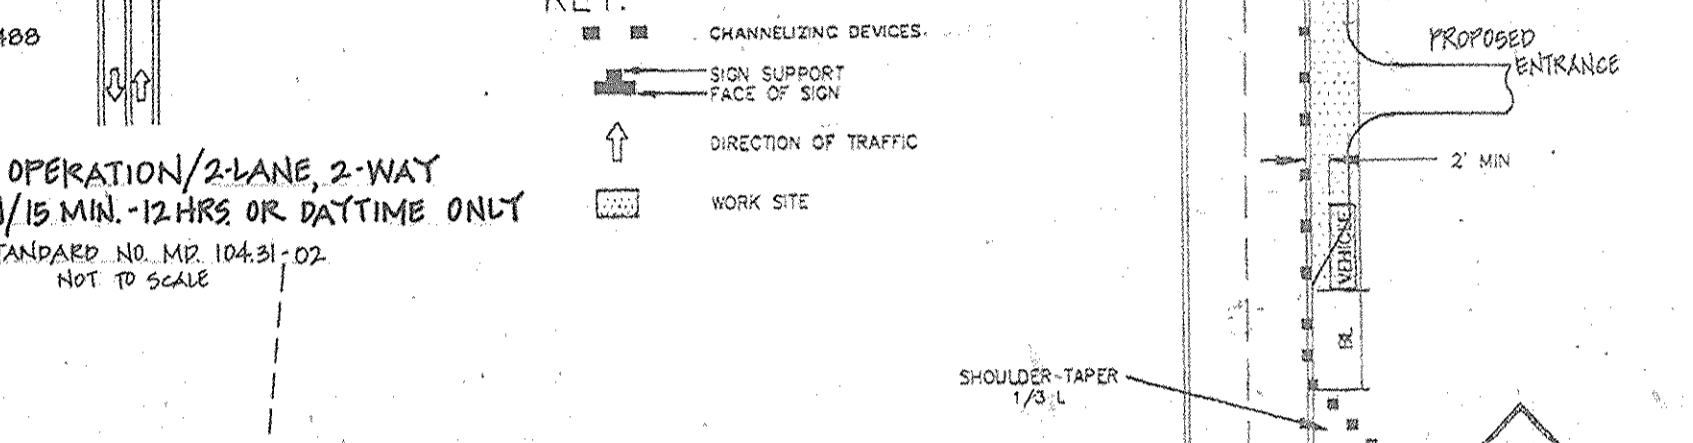 488
OPERATION/2-LANE, 2-WAY
/15 MIN.-12 HRS OR DAYTIME ONLY
STANDARD NO. MD. 104.31-02
NOT TO SCALE
KEY:
CHANNELIZING DEVICES.
SIGN SUPPORT
FACE OF SIGN
DIRECTION OF TRAFFIC
WORK SITE
PROPOSED
ENTRANCE
2' MIN
VEHICLE
BL
SHOULDER-TAPER
1/3 L